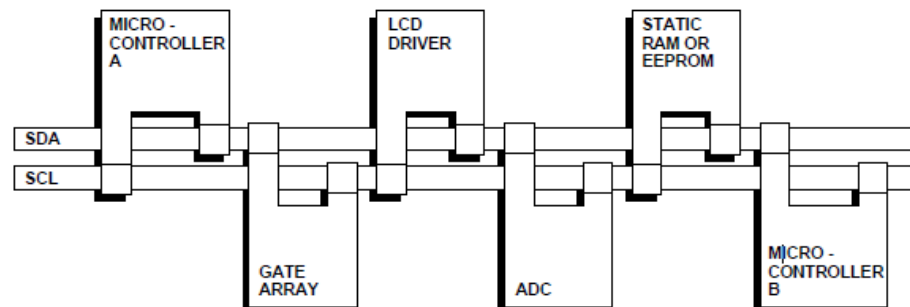 MICRO -
CONTROLLER
A
LCD
DRIVER
STATIC
RAM OR
EEPROM
SDA
SCL
GATE
ARRAY
ADC
MICRO -
CONTROLLER
B